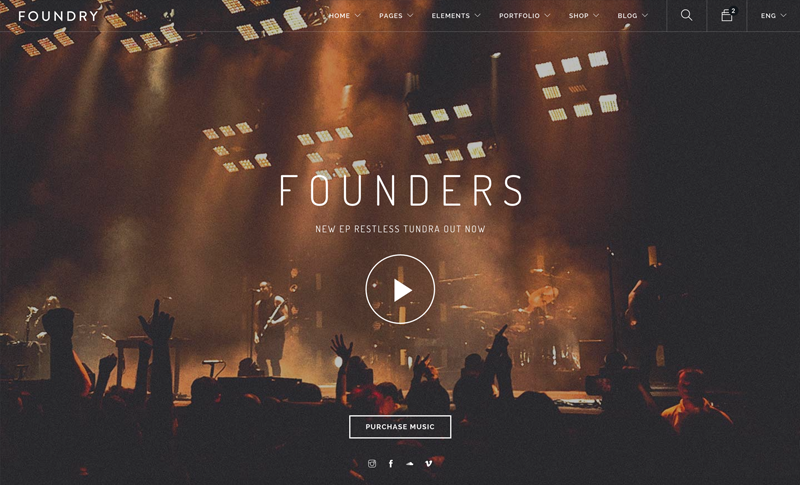 FOUNDRY
HOME PAGES ELEMENTS PORTFOLIO SHOP BLOG 2 ENG
FOUNDERS
NEW EP RESTLESS TUNDRA OUT NOW
PURCHASE MUSIC